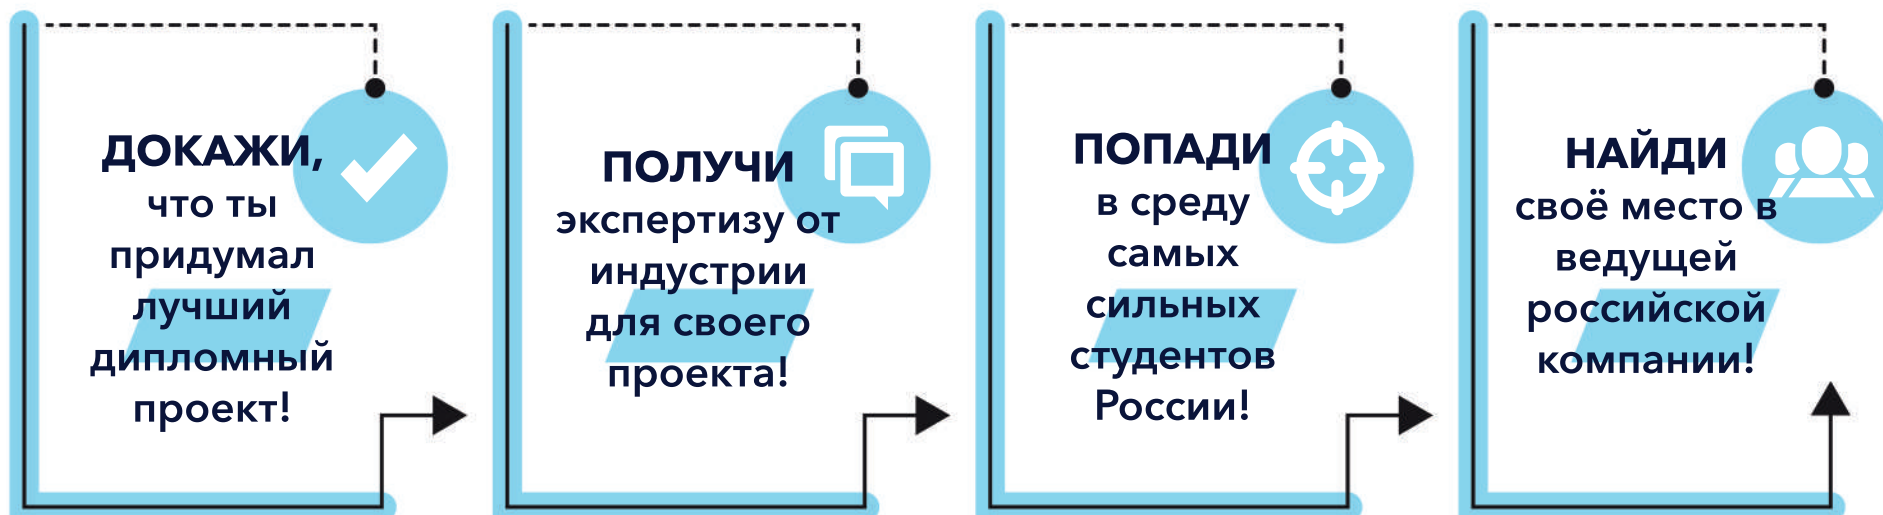 ДОКАЖИ,
что ты
придумал
лучший
дипломный
проект!
ПОЛУЧИ
экспертизу от
индустрии
для своего
проекта!
ПОПАДИ
в среду
самых
сильных
студентов
России!
НАЙДИ
своё место в
ведущей
российской
компании!